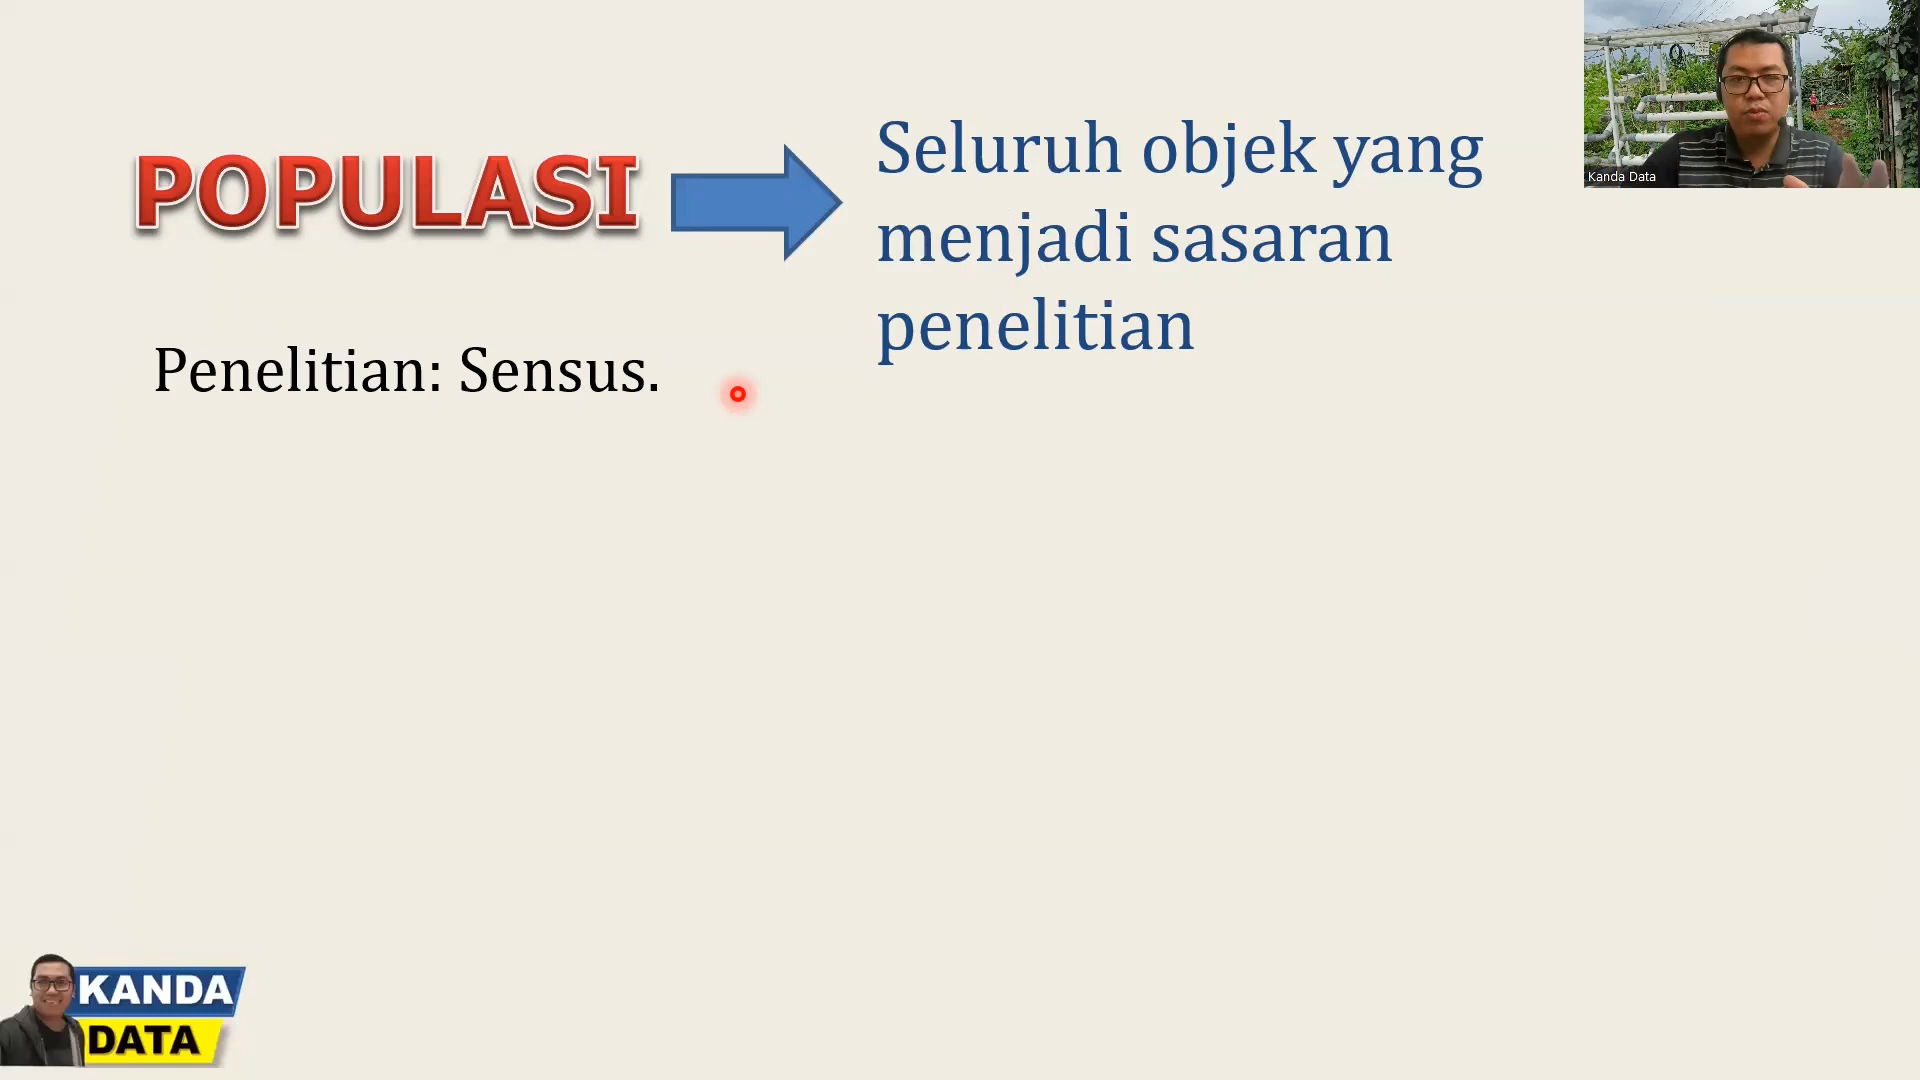 POPULASI
Seluruh objek yang
menjadi sasaran
penelitian
Penelitian: Sensus.
Kanda Data
KANDA
DATA